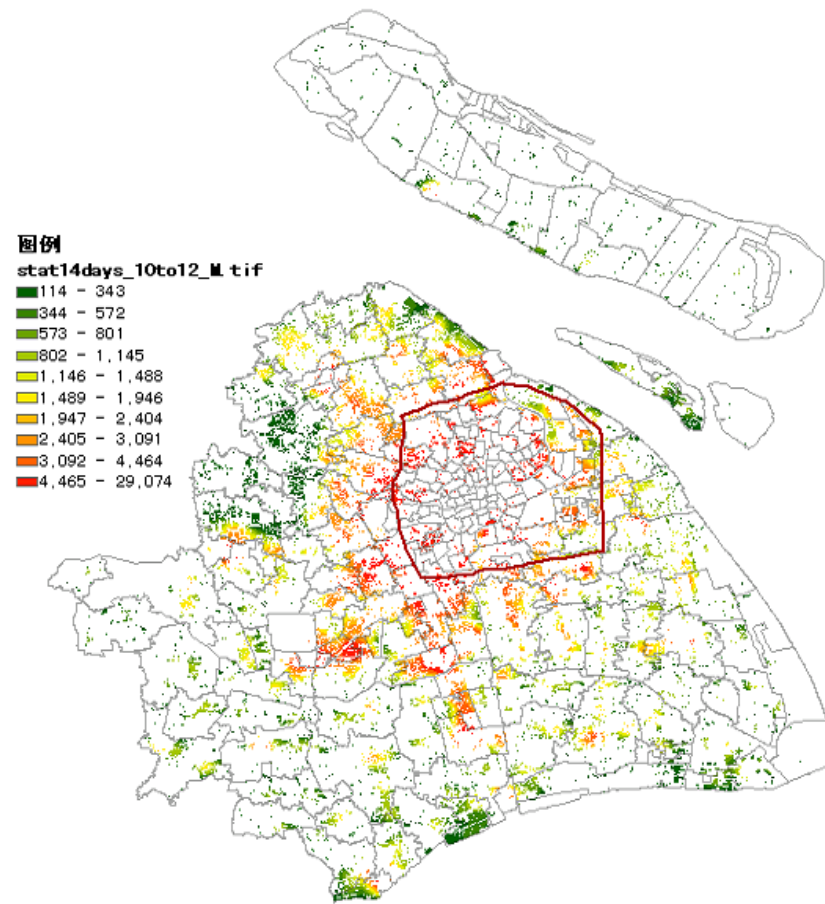 图例
stat14days_10to12_M.tif
114 - 343
344 - 572
573 - 801
802 - 1,145
1,146 - 1,488
1,489 - 1,946
1,947 - 2,404
2,405 - 3,091
3,092 - 4,464
4,465 - 29,074